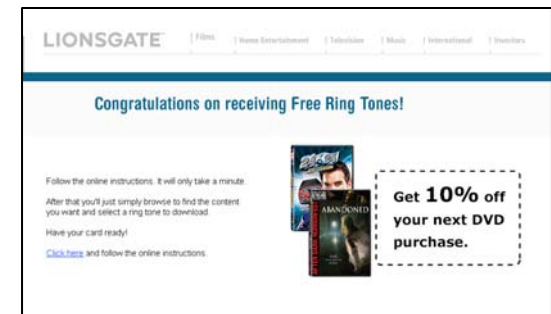 LIONSGATE
Films
Home Entertainment
Television
Music
International
Investors
Congratulations on receiving Free Ring Tones!
Follow the online instructions. It will only take a minute.
After that you'll just simply browse to find the content
you want and select a ring tone to download.
Have your card ready!
Click here and follow the online instructions.
ABANDONED
Get 10% off
your next DVD
purchase.